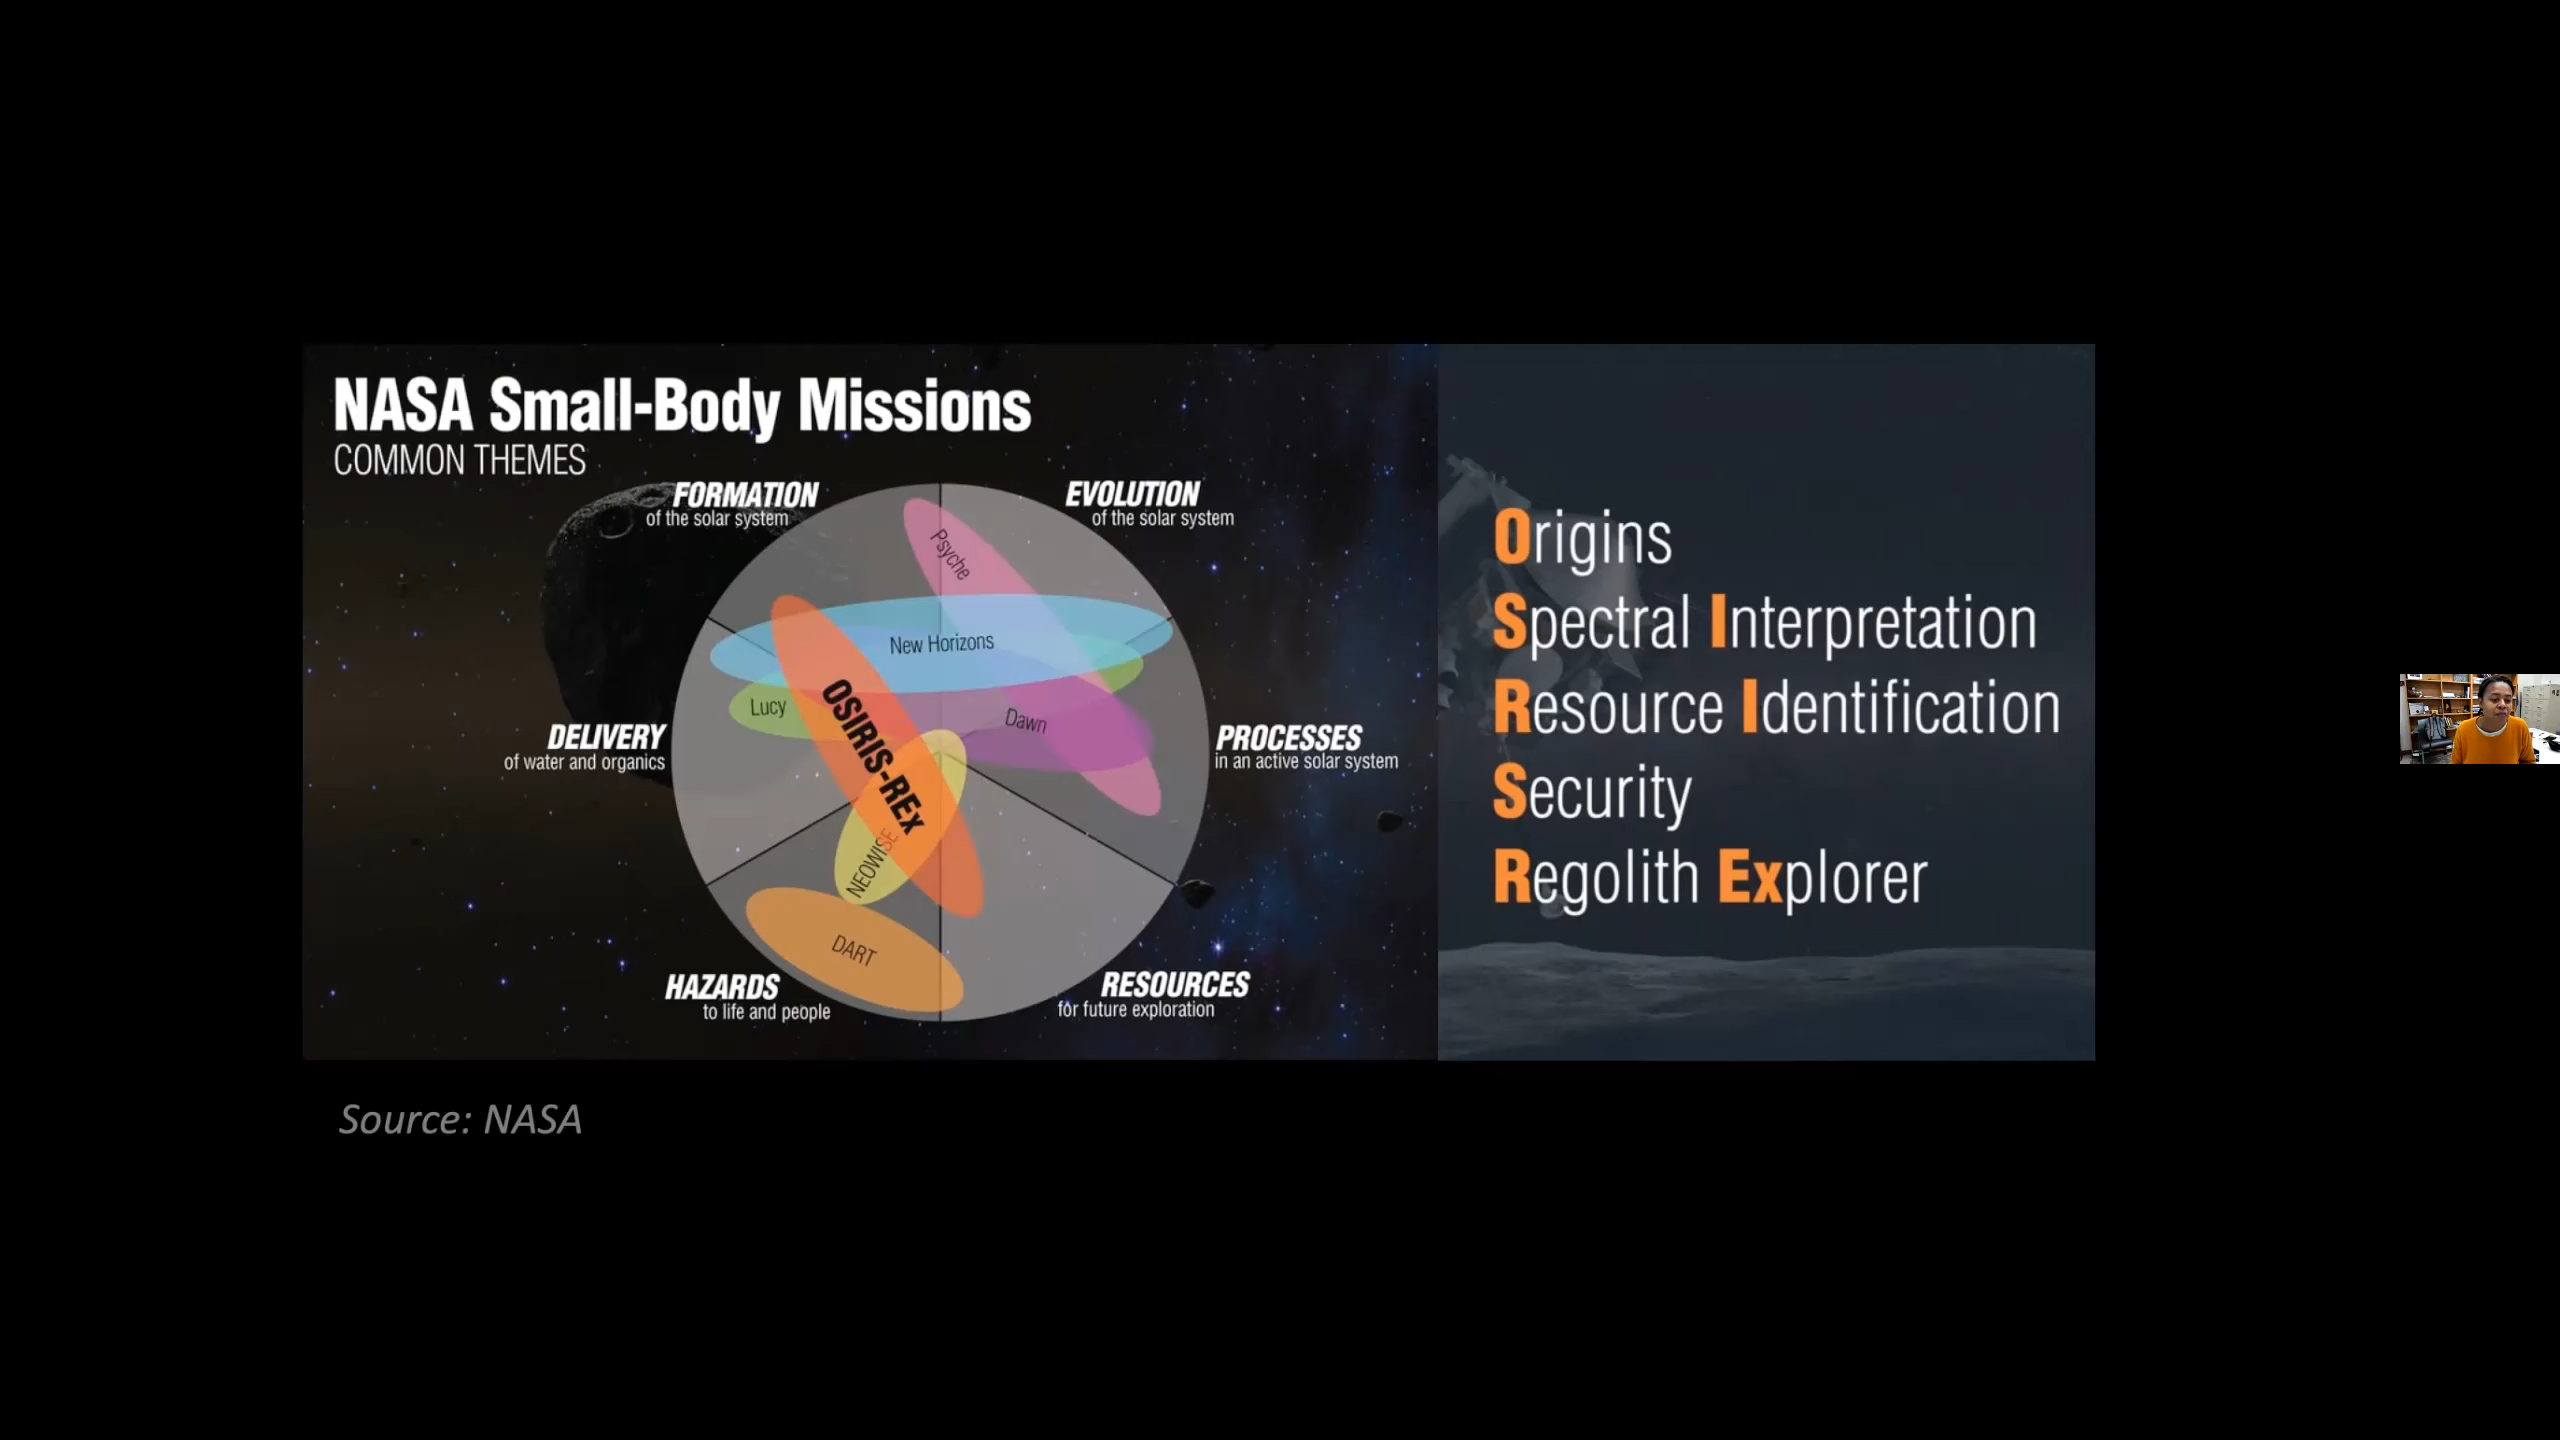 NASA Small-Body Missions
COMMON THEMES
FORMATION
of the solar system
EVOLUTION
of the solar system
Psyche
New Horizons
Lucy
OSIRIS-REx
Dawn
DELIVERY
of water and organics
PROCESSES
in an active solar system
NEOWISE
DART
HAZARDS
to life and people
RESOURCES
for future exploration
Origins
Spectral Interpretation
Resource Identification
Security
Regolith Explorer
Source: NASA